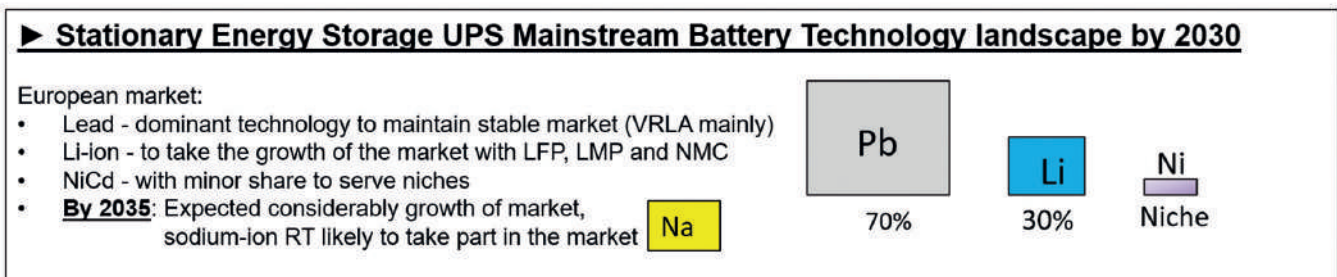 ► Stationary Energy Storage UPS Mainstream Battery Technology landscape by 2030
European market:
• Lead - dominant technology to maintain stable market (VRLA mainly)
• Li-ion - to take the growth of the market with LFP, LMP and NMC
• NiCd - with minor share to serve niches
• By 2035: Expected considerably growth of market,
sodium-ion RT likely to take part in the market
Na
Pb
70%
Li
30%
Ni
Niche